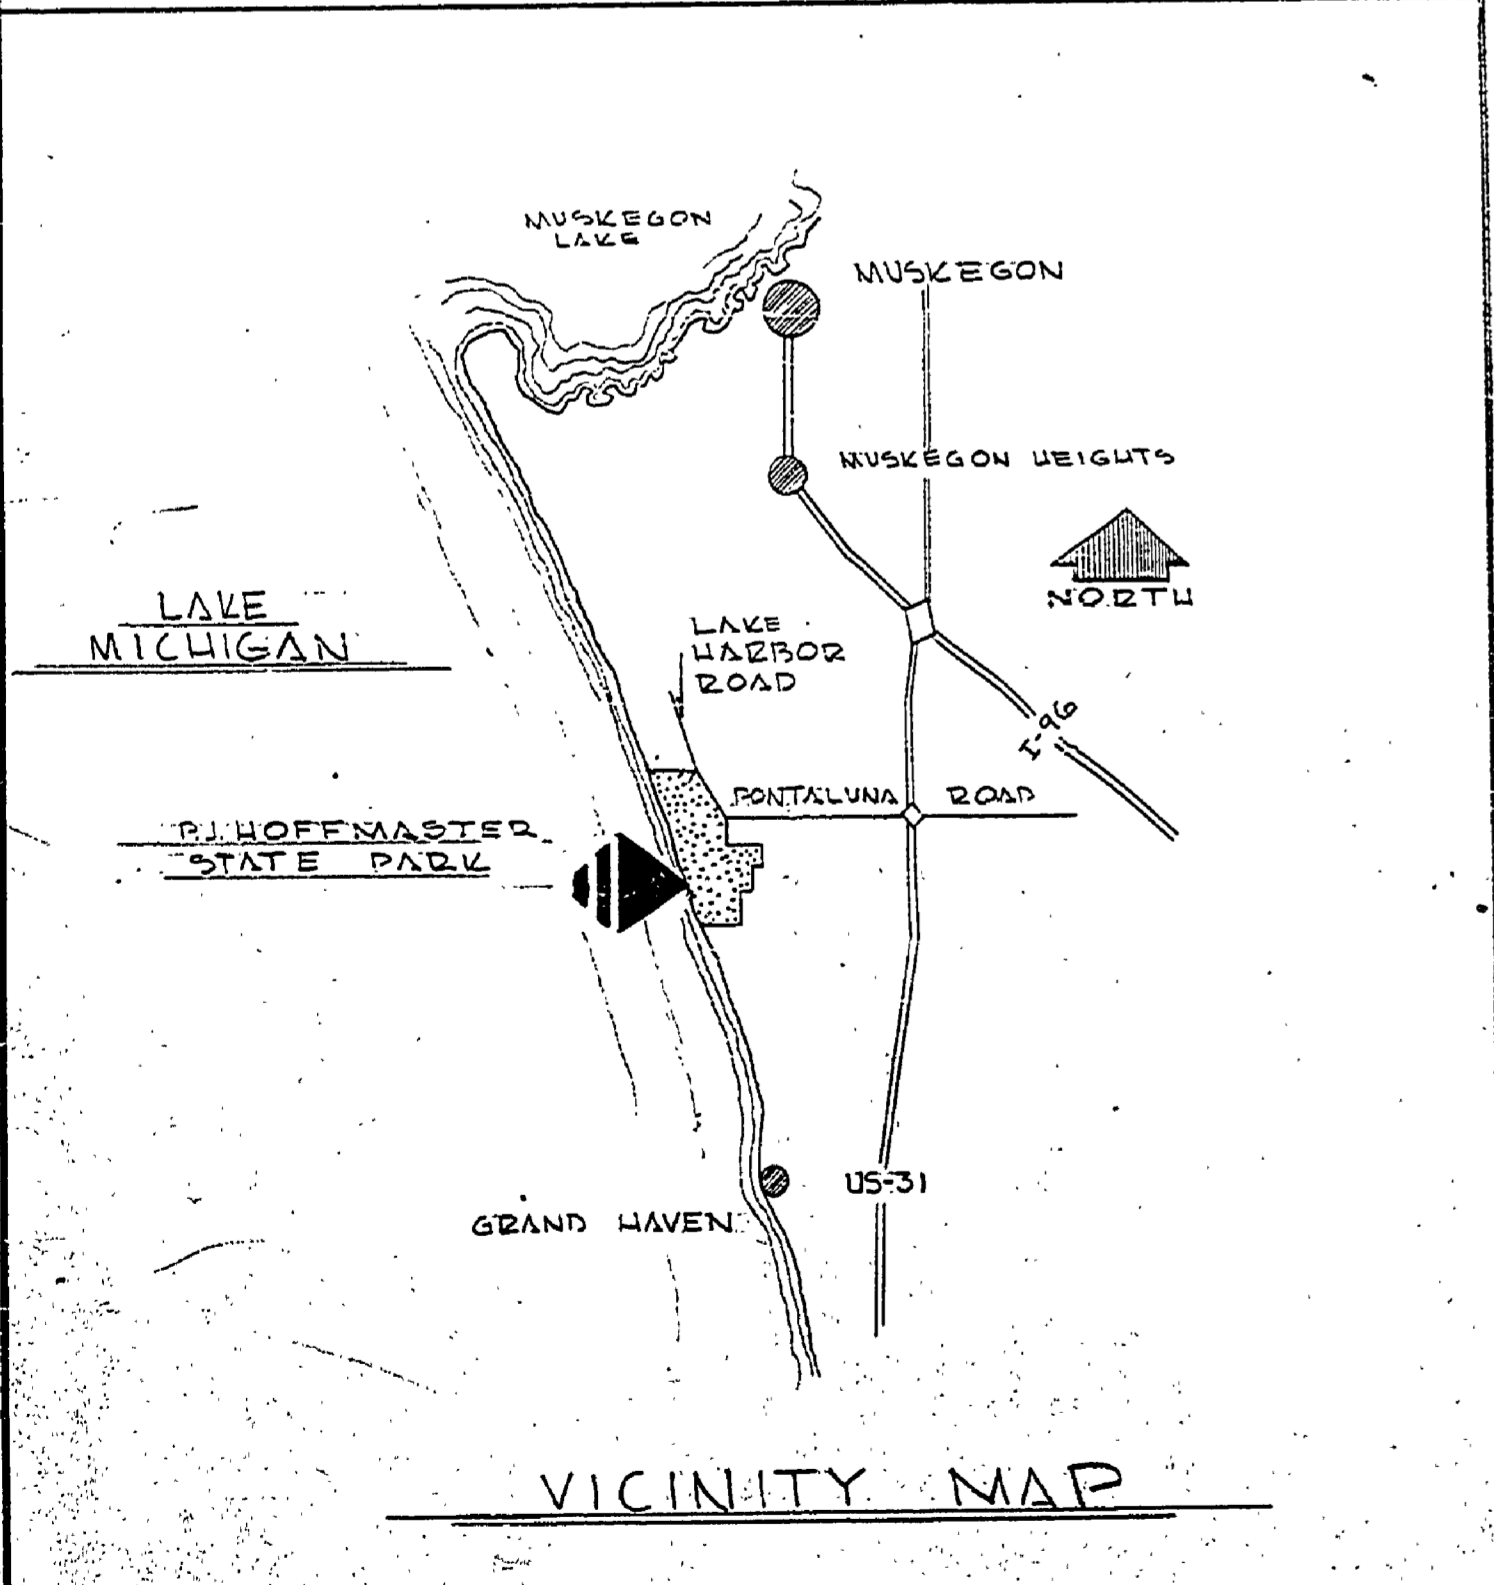 MUSKEGON
LAKE
MUSKEGON
MUSKEGON HEIGHTS
NORTH
LAKE
MICHIGAN
LAKE
HARBOR
ROAD
I-96
PONTALUNA ROAD
P.J. HOFFMASTER
STATE PARK
US-31
GRAND HAVEN
VICINITY MAP